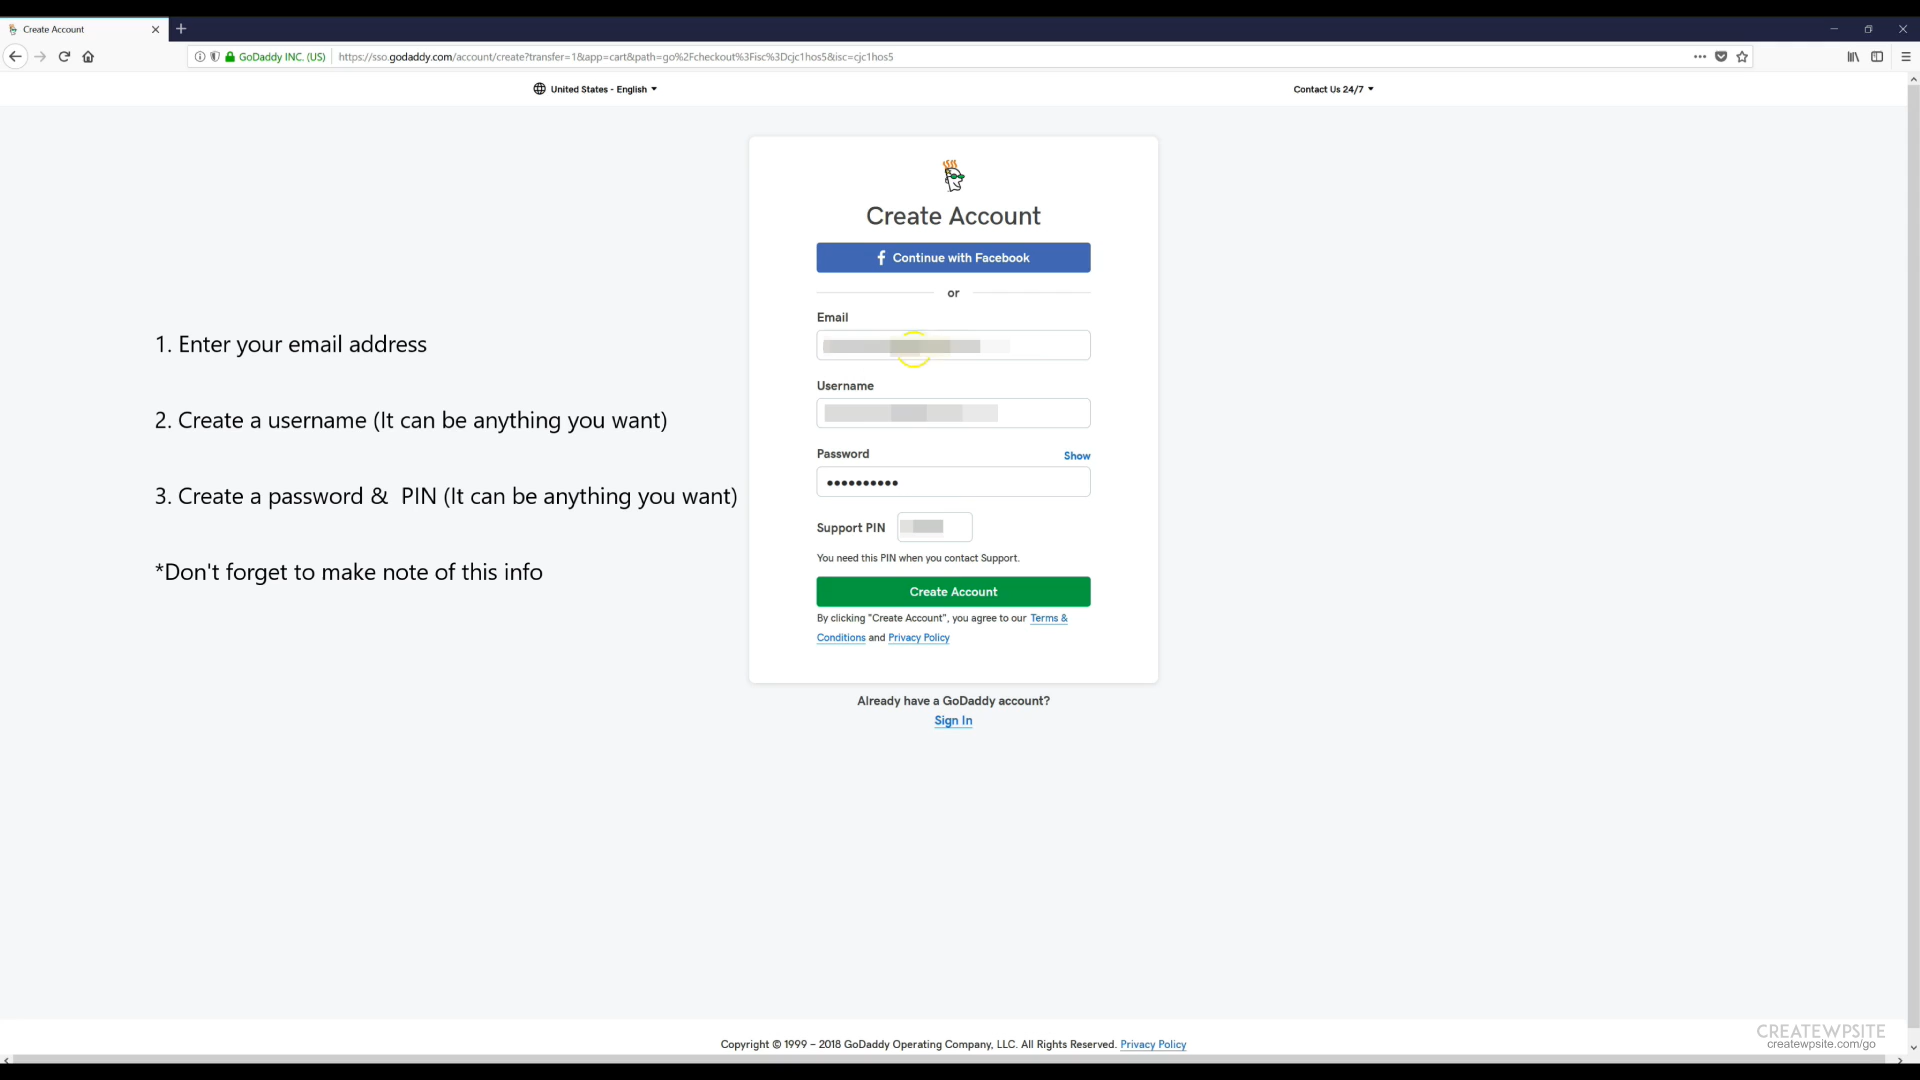 Create Account
GoDaddy INC. (US)
https://sso.godaddy.com/account/create?transfer=1&app=cart&path=go%2Fcheckout%3Fisc%3Dcjc1hos5&isc=cjc1hos5
United States - English
Contact Us 24/7
Create Account
f Continue with Facebook
or
Email
1. Enter your email address
Username
2. Create a username (It can be anything you want)
Password
Show
3. Create a password & PIN (It can be anything you want)
••••••••••
Support PIN
You need this PIN when you contact Support.
*Don't forget to make note of this info
Create Account
By clicking "Create Account", you agree to our Terms &
Conditions and Privacy Policy
Already have a GoDaddy account?
Sign In
CREATEWPSITE
createwpsite.com/go
Copyright © 1999 – 2018 GoDaddy Operating Company, LLC. All Rights Reserved. Privacy Policy